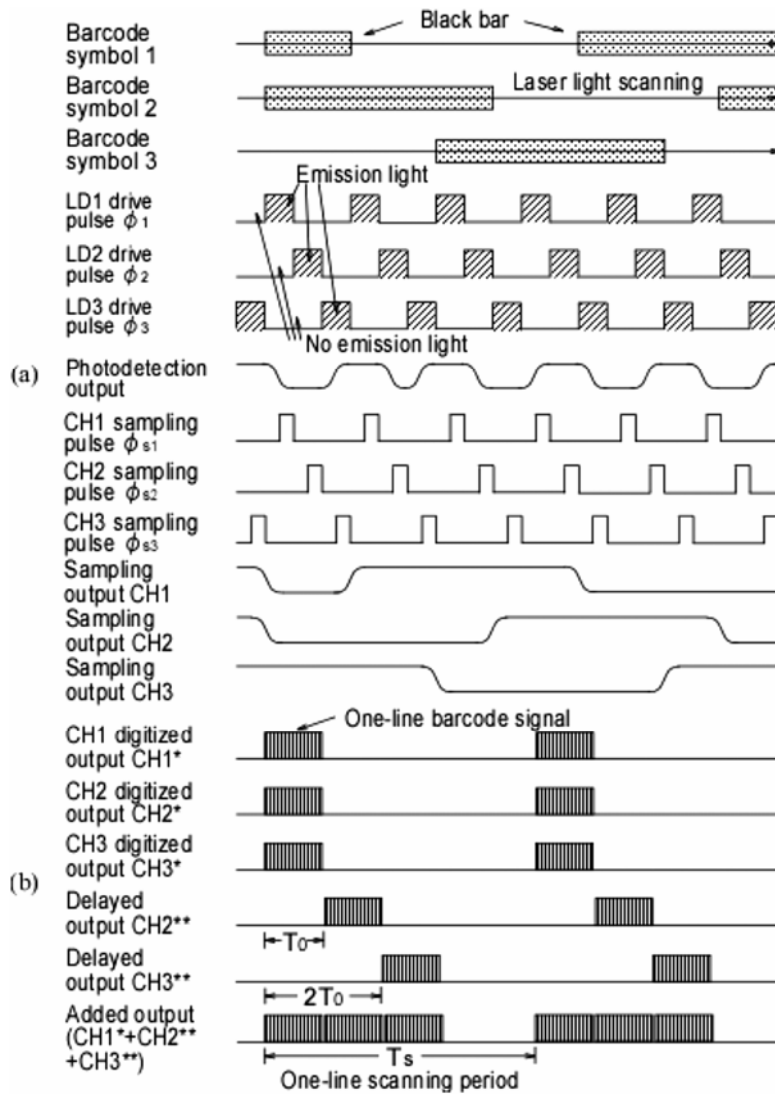 Black bar
Barcode
symbol 1
Barcode
symbol 2
Laser light scanning
Barcode
symbol 3
Emission light
LD1 drive
pulse ϕ1
LD2 drive
pulse ϕ2
LD3 drive
pulse ϕ3
No emission light
(a)
Photodetection
output
CH1 sampling
pulse ϕs1
CH2 sampling
pulse ϕs2
CH3 sampling
pulse ϕs3
Sampling
output CH1
Sampling
output CH2
Sampling
output CH3
One-line barcode signal
CH1 digitized
output CH1*
CH2 digitized
output CH2*
CH3 digitized
output CH3*
(b)
Delayed
output CH2**
T0
Delayed
output CH3**
2T0
Added output
(CH1*+CH2**
+CH3**)
Ts
One-line scanning period